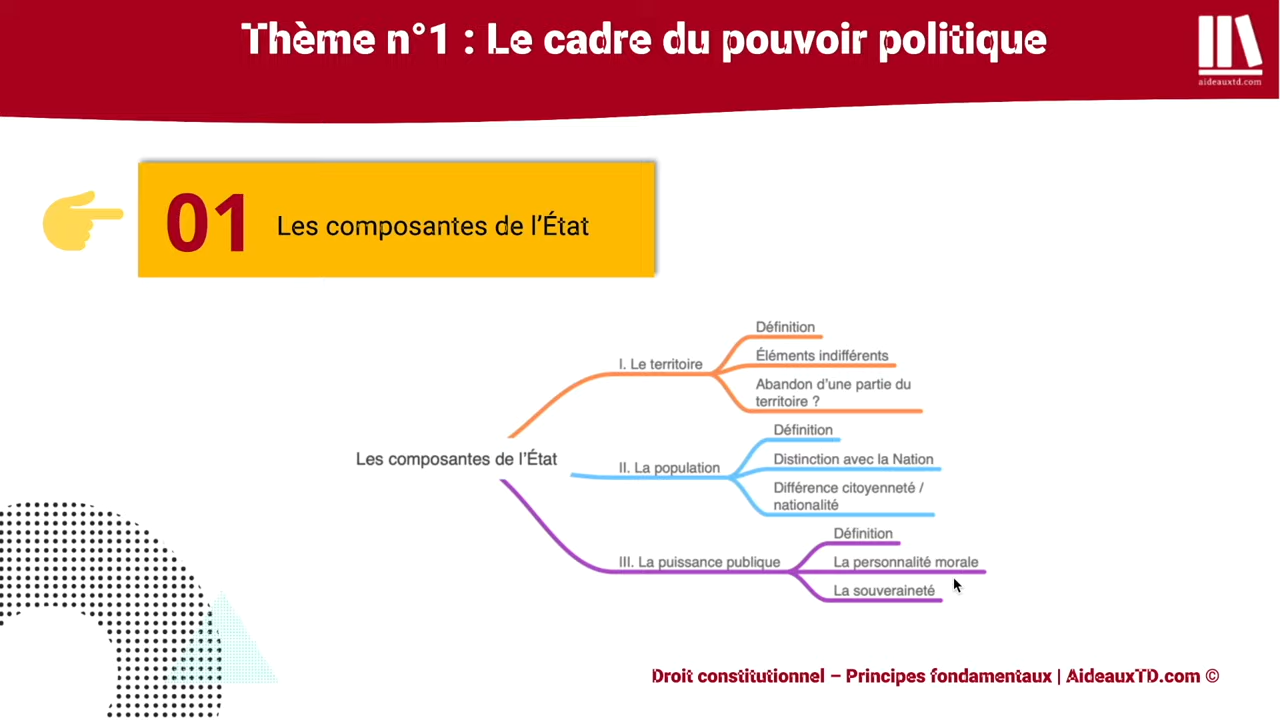 Thème n°1 : Le cadre du pouvoir politique
aideauxtd.com
01 Les composantes de l'État
Les composantes de l'État
I. Le territoire
Définition
Éléments indifférents
Abandon d'une partie du
territoire ?
II. La population
Définition
Distinction avec la Nation
Différence citoyenneté /
nationalité
III. La puissance publique
Définition
La personnalité morale
La souveraineté
Droit constitutionnel – Principes fondamentaux | AideauxTD.com ©